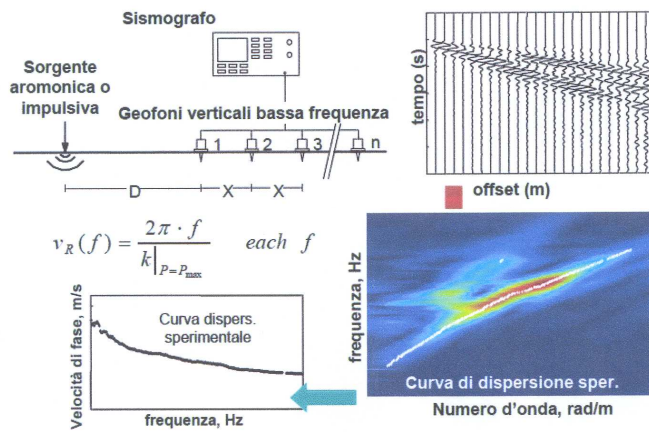 Sismografo
Sorgente
aromonica o
impulsiva
Geofoni verticali bassa frequenza
1 2 3 n
D X X
tempo (s)
offset (m)
v_R(f) = 2π · f / k|_{P=P_max} each f
Velocità di fase, m/s
Curva dispers.
sperimentale
frequenza, Hz
frequenza, Hz
Curva di dispersione sper.
Numero d'onda, rad/m